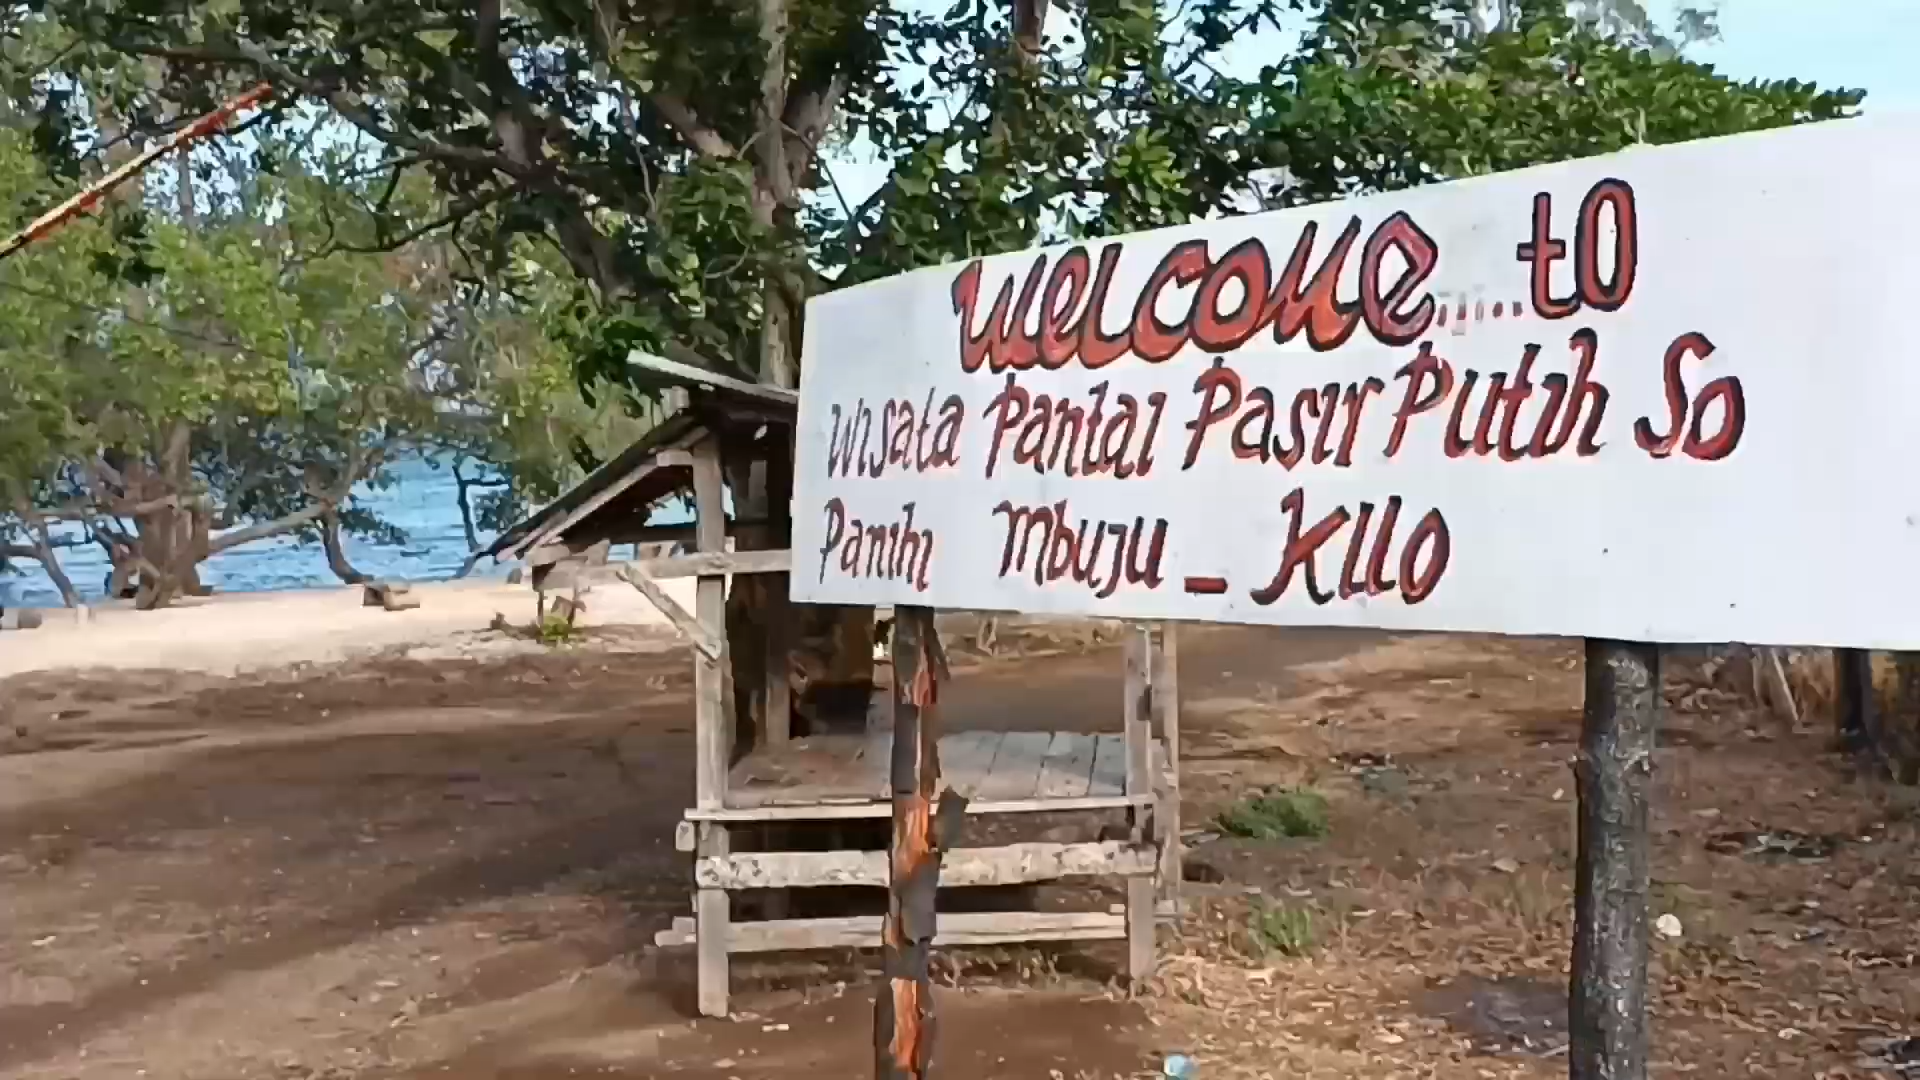 Welcome......to
Wisata Pantai Pasir Putih So
Panihi Mbuju _ Kilo